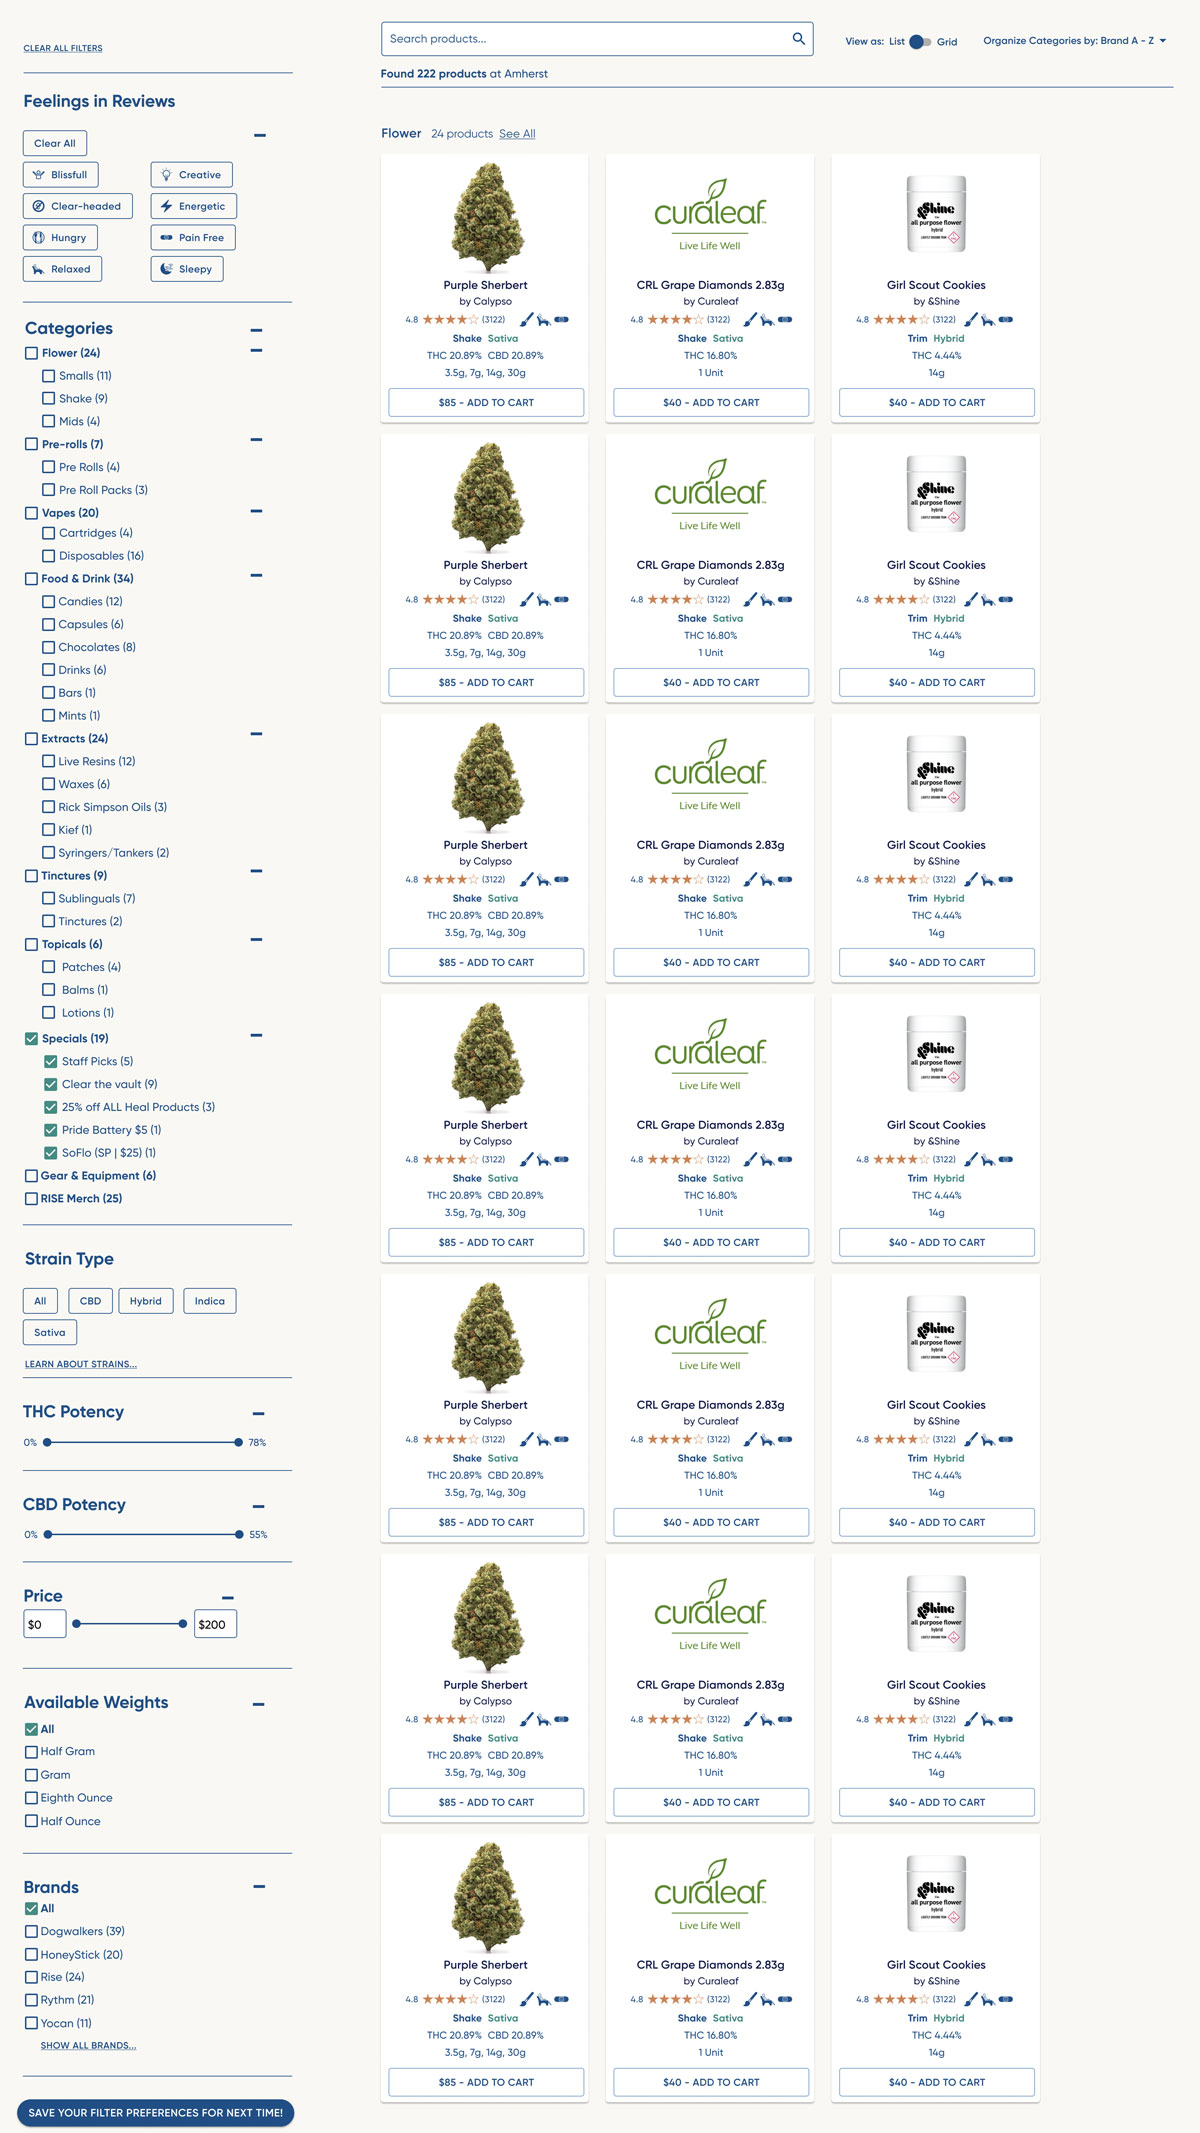 CLEAR ALL FILTERS
Search products...
View as: List Grid
Organize Categories by: Brand A - Z
Found 222 products at Amherst
Feelings in Reviews
Clear All
Blissfull
Creative
Clear-headed
Energetic
Hungry
Pain Free
Relaxed
Sleepy
Categories
Flower (24)
Smalls (11)
Shake (9)
Mids (4)
Pre-rolls (7)
Pre Rolls (4)
Pre Roll Packs (3)
Vapes (20)
Cartridges (4)
Disposables (16)
Food & Drink (34)
Candies (12)
Capsules (6)
Chocolates (8)
Drinks (6)
Bars (1)
Mints (1)
Extracts (24)
Live Resins (12)
Waxes (6)
Rick Simpson Oils (3)
Kief (1)
Syringers/Tankers (2)
Tinctures (9)
Sublinguals (7)
Tinctures (2)
Topicals (6)
Patches (4)
Balms (1)
Lotions (1)
Specials (19)
Staff Picks (5)
Clear the vault (9)
25% off ALL Heal Products (3)
Pride Battery $5 (1)
SoFlo (SP | $25) (1)
Gear & Equipment (6)
RISE Merch (25)
Strain Type
All
CBD
Hybrid
Indica
Sativa
LEARN ABOUT STRAINS...
THC Potency
0% 78%
CBD Potency
0% 55%
Price
$0 $200
Available Weights
All
Half Gram
Gram
Eighth Ounce
Half Ounce
Brands
All
Dogwalkers (39)
HoneyStick (20)
Rise (24)
Rythm (21)
Yocan (11)
SHOW ALL BRANDS...
SAVE YOUR FILTER PREFERENCES FOR NEXT TIME!
Flower 24 products See All
Purple Sherbert
by Calypso
4.8 (3122)
Shake Sativa
THC 20.89% CBD 20.89%
3.5g, 7g, 14g, 30g
$85 - ADD TO CART
curaleaf
Live Life Well
CRL Grape Diamonds 2.83g
by Curaleaf
4.8 (3122)
Shake Sativa
THC 16.80%
1 Unit
$40 - ADD TO CART
&Shine
all purpose flower
hybrid
Girl Scout Cookies
by &Shine
4.8 (3122)
Trim Hybrid
THC 4.44%
14g
$40 - ADD TO CART
Purple Sherbert
by Calypso
4.8 (3122)
Shake Sativa
THC 20.89% CBD 20.89%
3.5g, 7g, 14g, 30g
$85 - ADD TO CART
curaleaf
Live Life Well
CRL Grape Diamonds 2.83g
by Curaleaf
4.8 (3122)
Shake Sativa
THC 16.80%
1 Unit
$40 - ADD TO CART
&Shine
all purpose flower
hybrid
Girl Scout Cookies
by &Shine
4.8 (3122)
Trim Hybrid
THC 4.44%
14g
$40 - ADD TO CART
Purple Sherbert
by Calypso
4.8 (3122)
Shake Sativa
THC 20.89% CBD 20.89%
3.5g, 7g, 14g, 30g
$85 - ADD TO CART
curaleaf
Live Life Well
CRL Grape Diamonds 2.83g
by Curaleaf
4.8 (3122)
Shake Sativa
THC 16.80%
1 Unit
$40 - ADD TO CART
&Shine
all purpose flower
hybrid
Girl Scout Cookies
by &Shine
4.8 (3122)
Trim Hybrid
THC 4.44%
14g
$40 - ADD TO CART
Purple Sherbert
by Calypso
4.8 (3122)
Shake Sativa
THC 20.89% CBD 20.89%
3.5g, 7g, 14g, 30g
$85 - ADD TO CART
curaleaf
Live Life Well
CRL Grape Diamonds 2.83g
by Curaleaf
4.8 (3122)
Shake Sativa
THC 16.80%
1 Unit
$40 - ADD TO CART
&Shine
all purpose flower
hybrid
Girl Scout Cookies
by &Shine
4.8 (3122)
Trim Hybrid
THC 4.44%
14g
$40 - ADD TO CART
Purple Sherbert
by Calypso
4.8 (3122)
Shake Sativa
THC 20.89% CBD 20.89%
3.5g, 7g, 14g, 30g
$85 - ADD TO CART
curaleaf
Live Life Well
CRL Grape Diamonds 2.83g
by Curaleaf
4.8 (3122)
Shake Sativa
THC 16.80%
1 Unit
$40 - ADD TO CART
&Shine
all purpose flower
hybrid
Girl Scout Cookies
by &Shine
4.8 (3122)
Trim Hybrid
THC 4.44%
14g
$40 - ADD TO CART
Purple Sherbert
by Calypso
4.8 (3122)
Shake Sativa
THC 20.89% CBD 20.89%
3.5g, 7g, 14g, 30g
$85 - ADD TO CART
curaleaf
Live Life Well
CRL Grape Diamonds 2.83g
by Curaleaf
4.8 (3122)
Shake Sativa
THC 16.80%
1 Unit
$40 - ADD TO CART
&Shine
all purpose flower
hybrid
Girl Scout Cookies
by &Shine
4.8 (3122)
Trim Hybrid
THC 4.44%
14g
$40 - ADD TO CART
Purple Sherbert
by Calypso
4.8 (3122)
Shake Sativa
THC 20.89% CBD 20.89%
3.5g, 7g, 14g, 30g
$85 - ADD TO CART
curaleaf
Live Life Well
CRL Grape Diamonds 2.83g
by Curaleaf
4.8 (3122)
Shake Sativa
THC 16.80%
1 Unit
$40 - ADD TO CART
&Shine
all purpose flower
hybrid
Girl Scout Cookies
by &Shine
4.8 (3122)
Trim Hybrid
THC 4.44%
14g
$40 - ADD TO CART